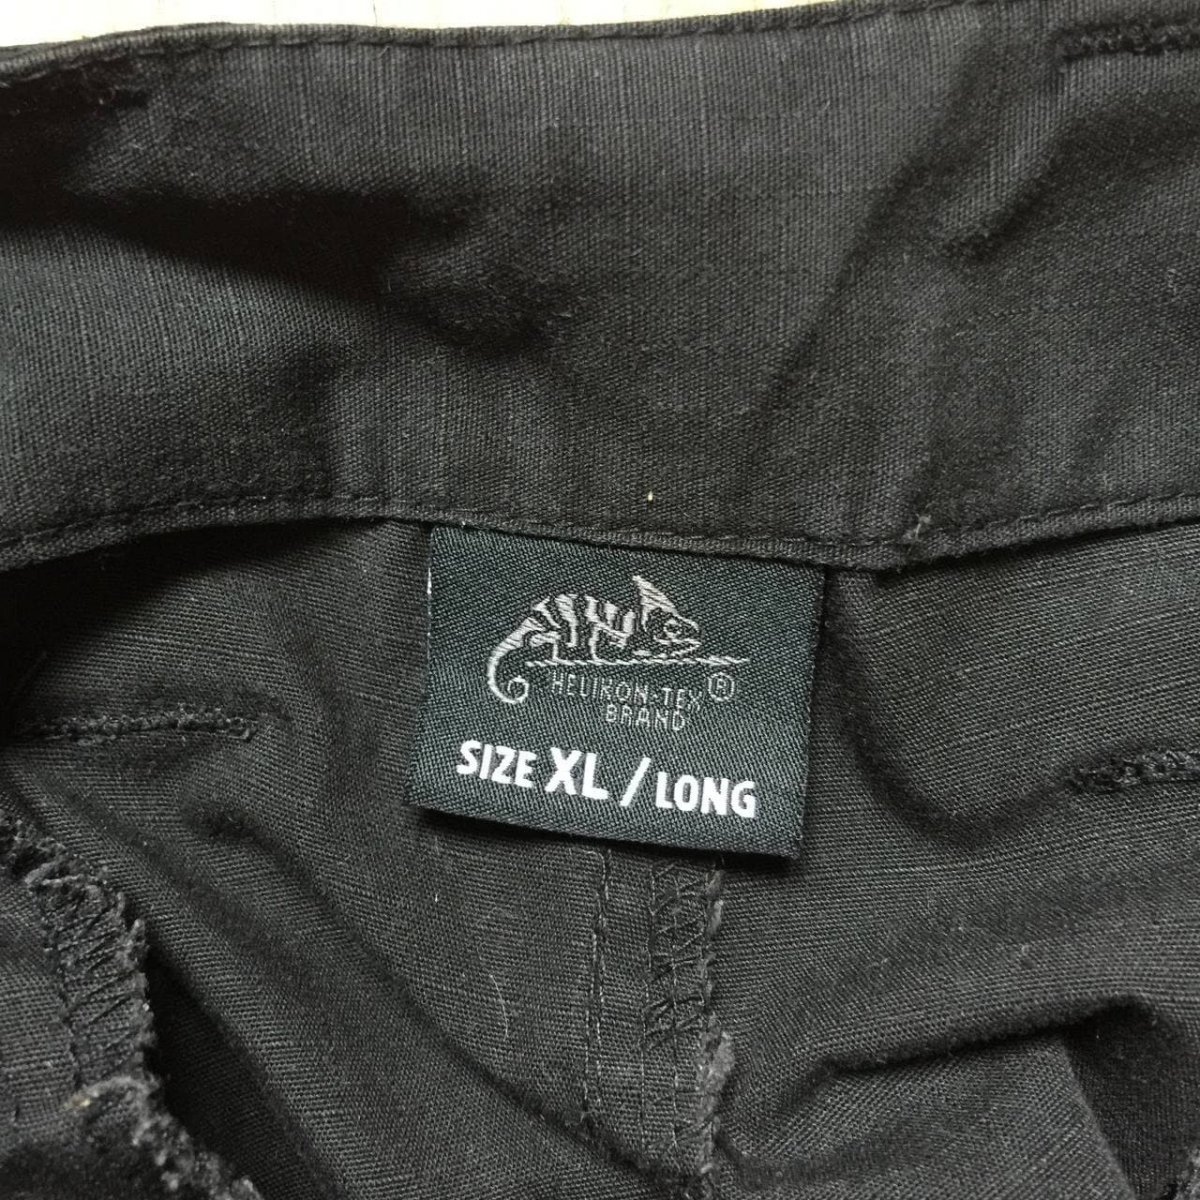 HELIKON-TEX ®
BRAND
SIZE XL / LONG